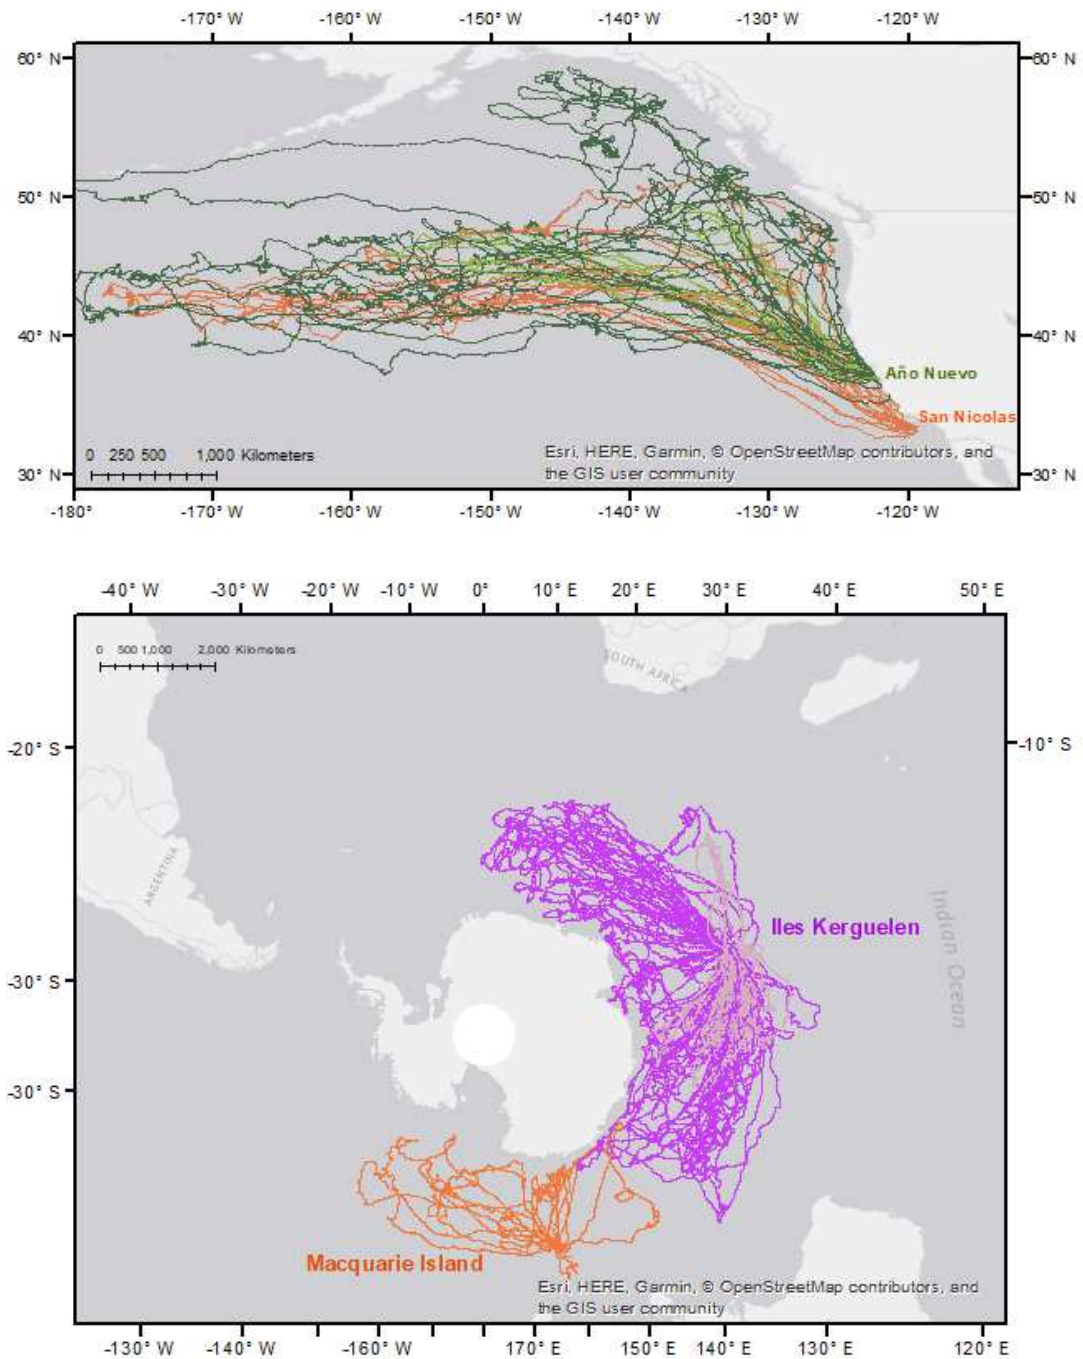 -170° W -160° W -150° W -140° W -130° W -120° W
60° N 60° N
50° N 50° N
40° N 40° N
Año Nuevo
San Nicolas
0 250 500 1,000 Kilometers
Esri, HERE, Garmin, © OpenStreetMap contributors, and
the GIS user community
30° N 30° N
-180° -170° W -160° W -150° W -140° W -130° W -120° W
-40° W -30° W -20° W -10° W 0° 10° E 20° E 30° E 40° E 50° E
0 500 1,000 2,000 Kilometers
SOUTH AFRICA
-20° S -10° S
ARGENTINA
Iles Kerguelen
Indian Ocean
-30° S
-30° S
Macquarie Island
Esri, HERE, Garmin, © OpenStreetMap contributors, and
the GIS user community
-130° W -140° W -160° W 170° E 150° E 140° E 130° E 120° E